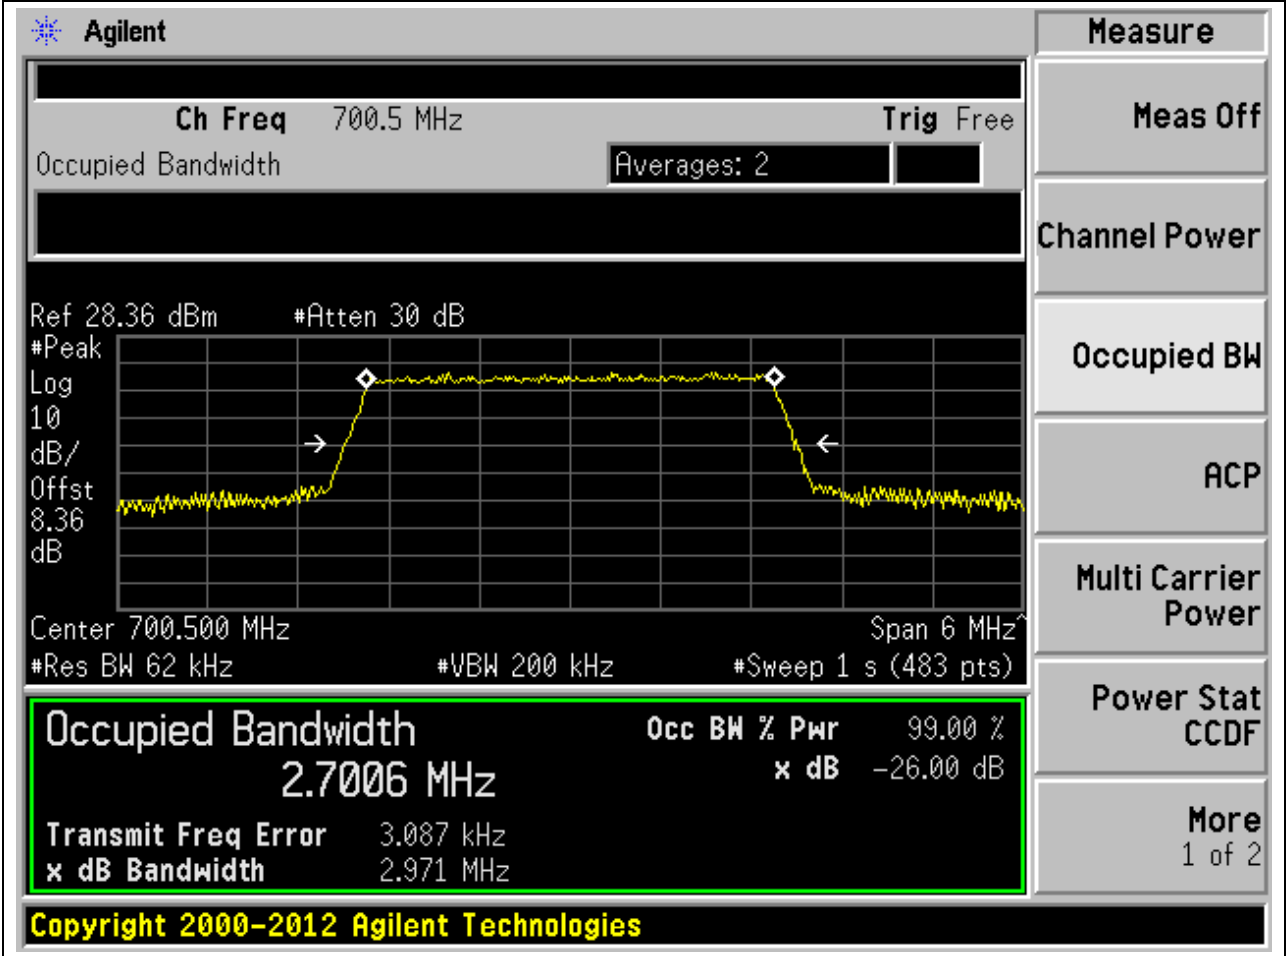 Agilent
Measure
Ch Freq 700.5 MHz Trig Free
Occupied Bandwidth Averages: 2
Meas Off
Channel Power
Occupied BW
ACP
Multi Carrier
Power
Power Stat
CCDF
More
1 of 2
Ref 28.36 dBm #Atten 30 dB
#Peak
Log
10
dB/
Offst
8.36
dB
Center 700.500 MHz Span 6 MHz^
#Res BW 62 kHz #VBW 200 kHz #Sweep 1 s (483 pts)
Occupied Bandwidth Occ BW % Pwr 99.00 %
2.7006 MHz x dB -26.00 dB
Transmit Freq Error 3.087 kHz
x dB Bandwidth 2.971 MHz
Copyright 2000-2012 Agilent Technologies